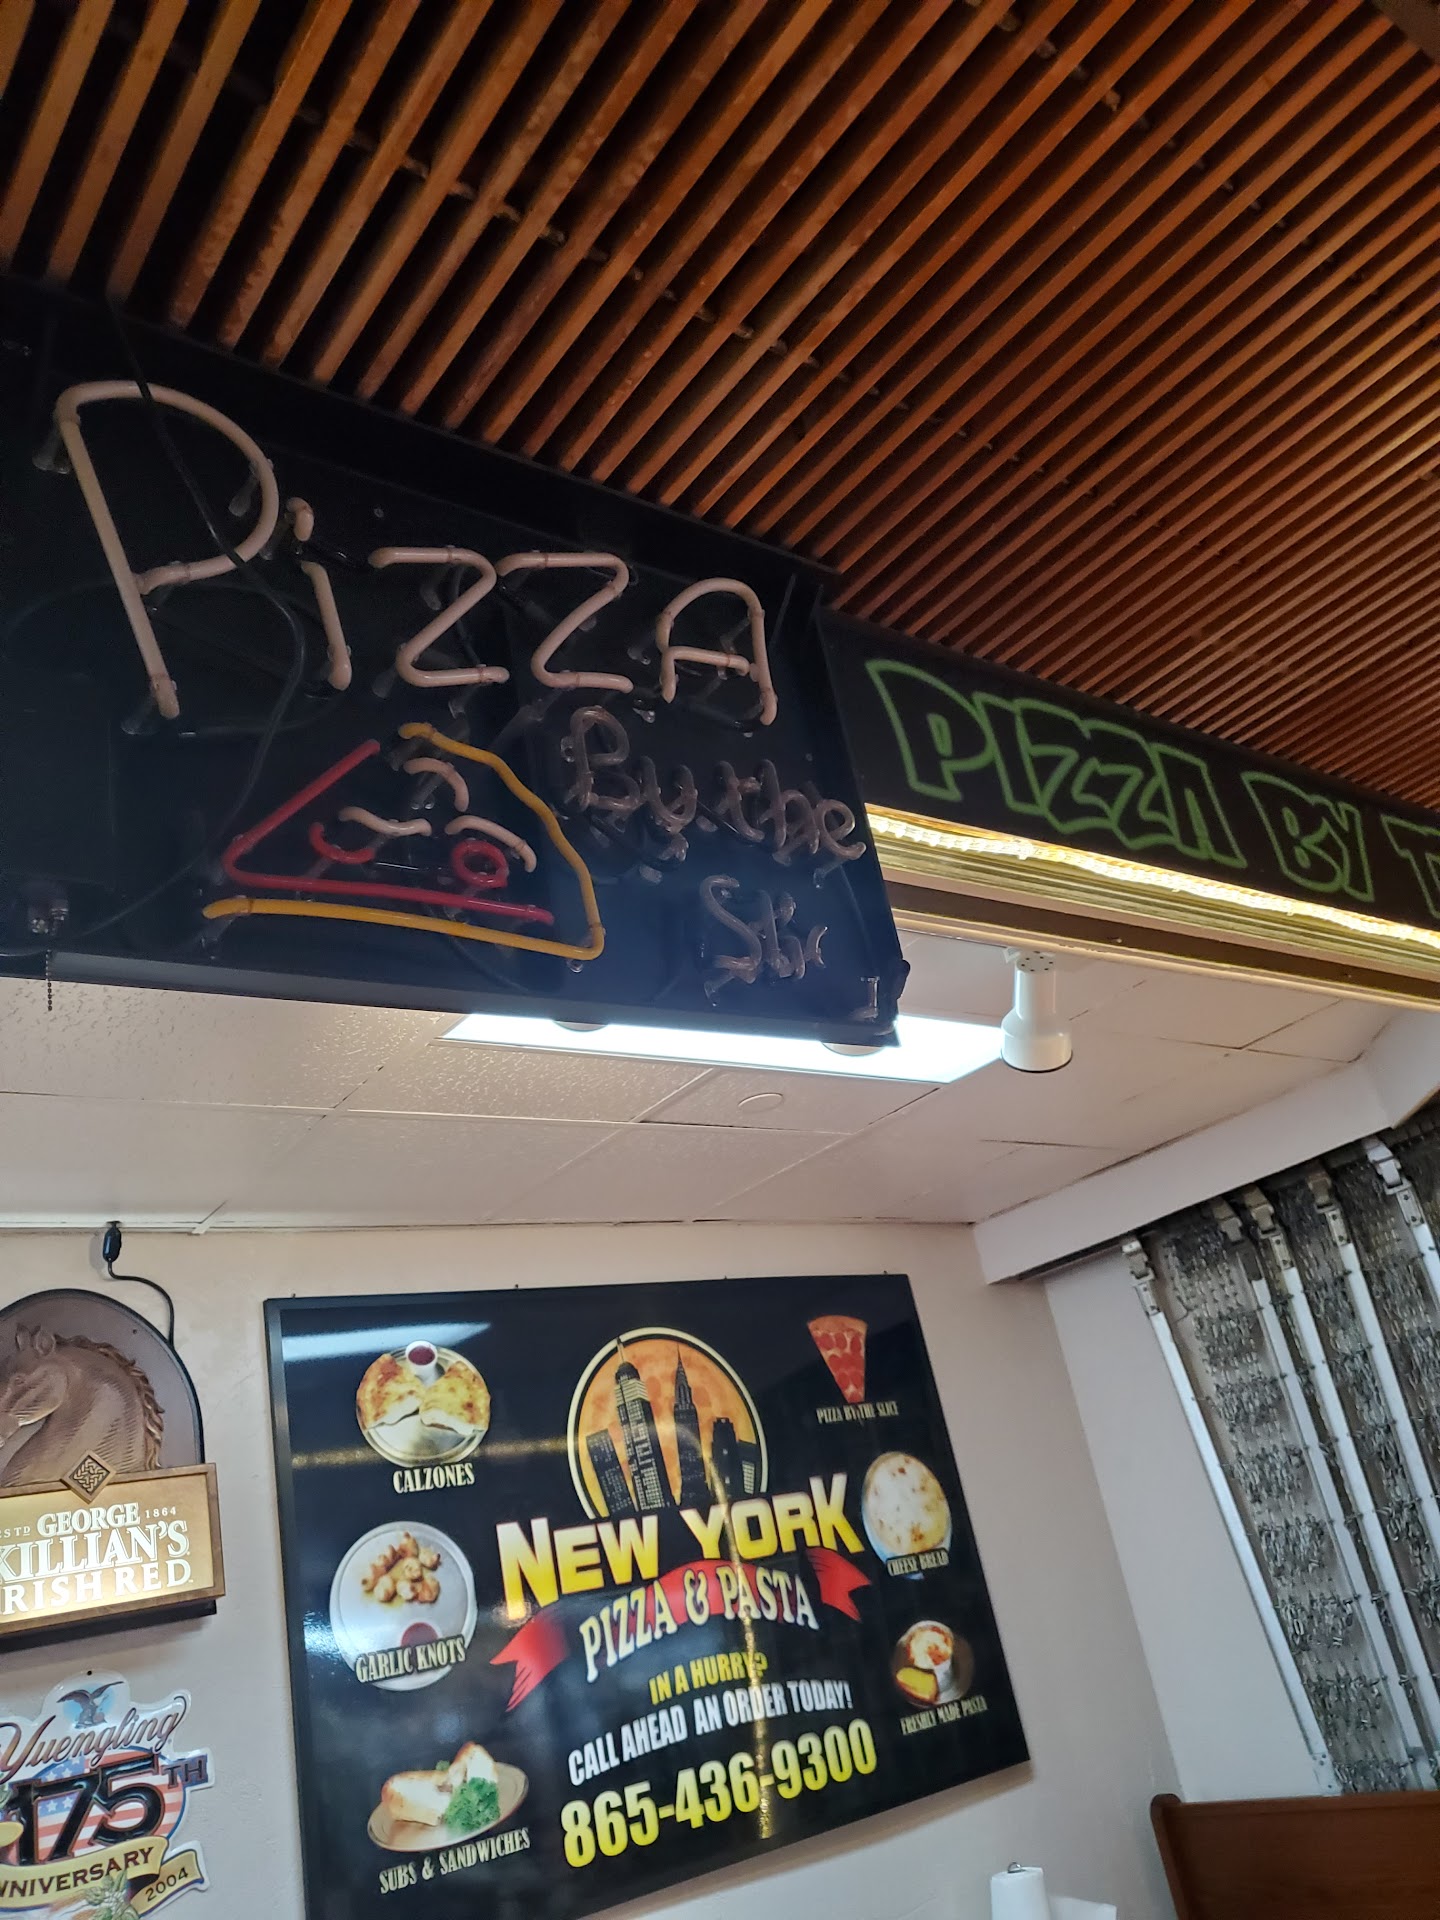 PizzA
By the
Slic
PIZZA BY T
CALZONES
PIZZA BY THE SLICE
GARLIC KNOTS
CHEESE BREAD
NEW YORK
PIZZA & PASTA
IN A HURRY?
CALL AHEAD AN ORDER TODAY!
865-436-9300
FRESHLY MADE PASTA
SUBS & SANDWICHES
ESTD GEORGE 1864
KILLIAN'S
IRISH RED.
Yuengling
175TH
ANNIVERSARY
2004